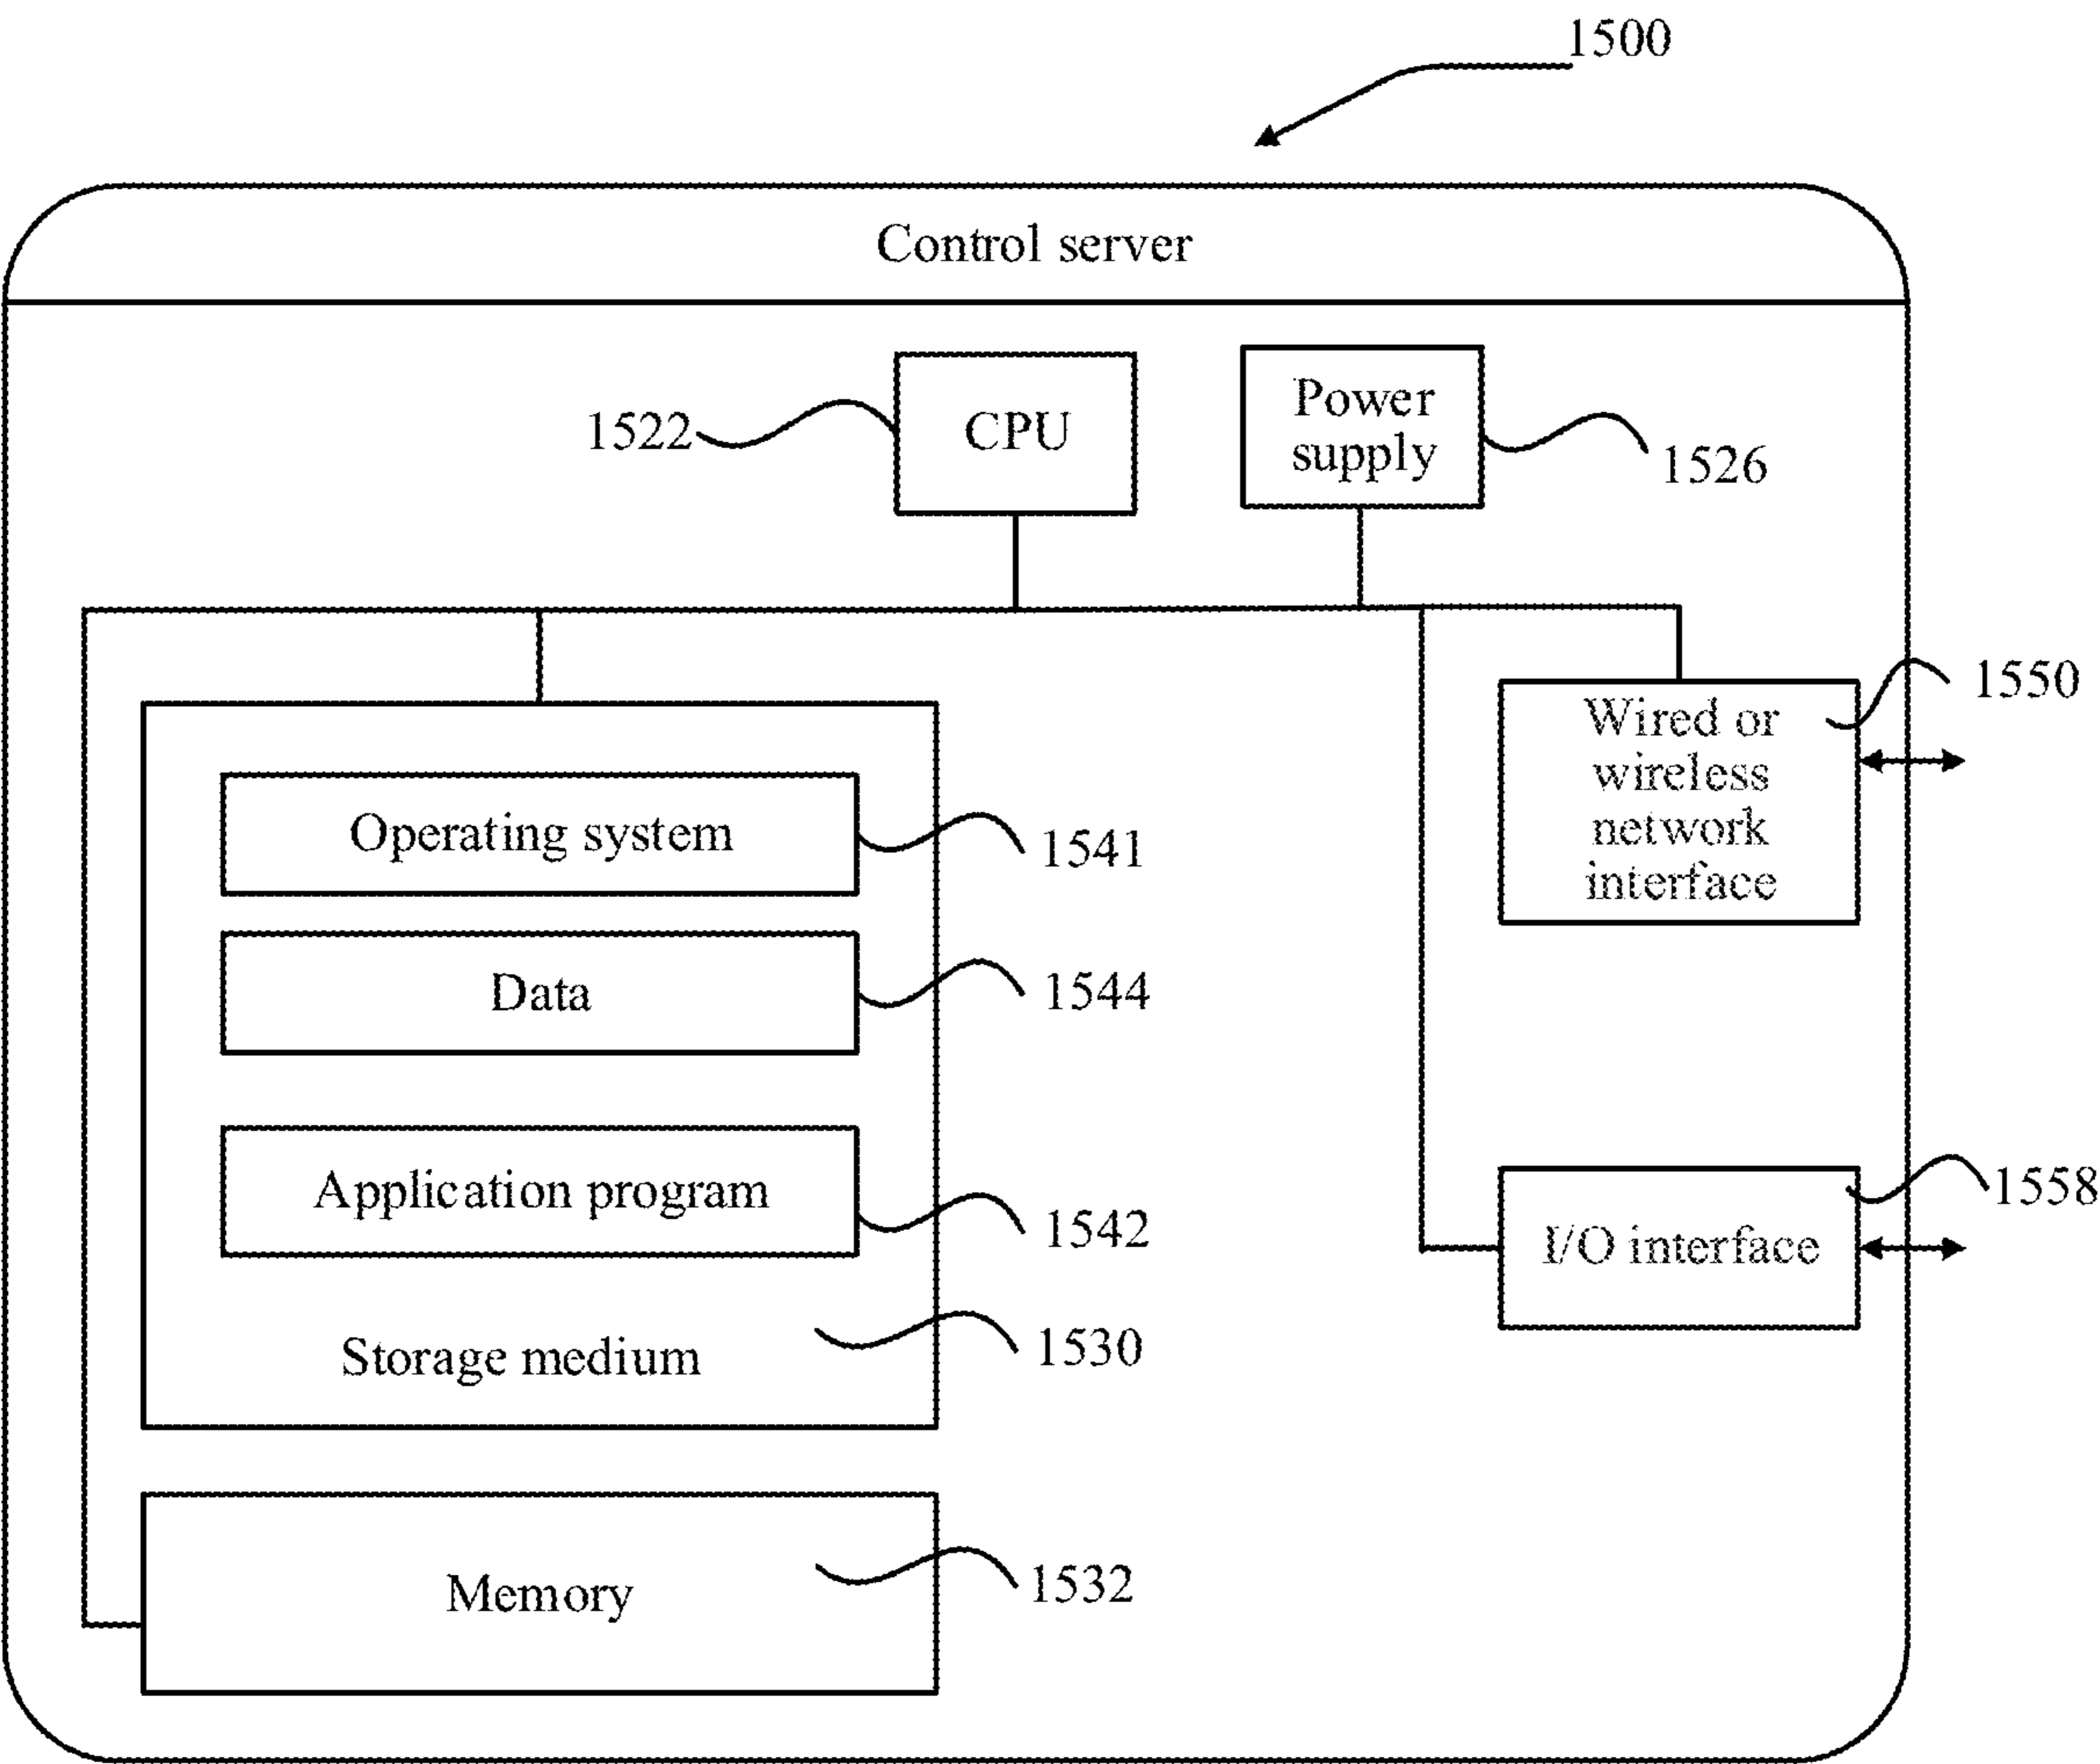 1500
Control server
1522
CPU
Power
supply
1526
1550
Wired or
wireless
network
interface
Operating system
1541
Data
1544
Application program
1542
1558
I/O interface
Storage medium
1530
Memory
1532